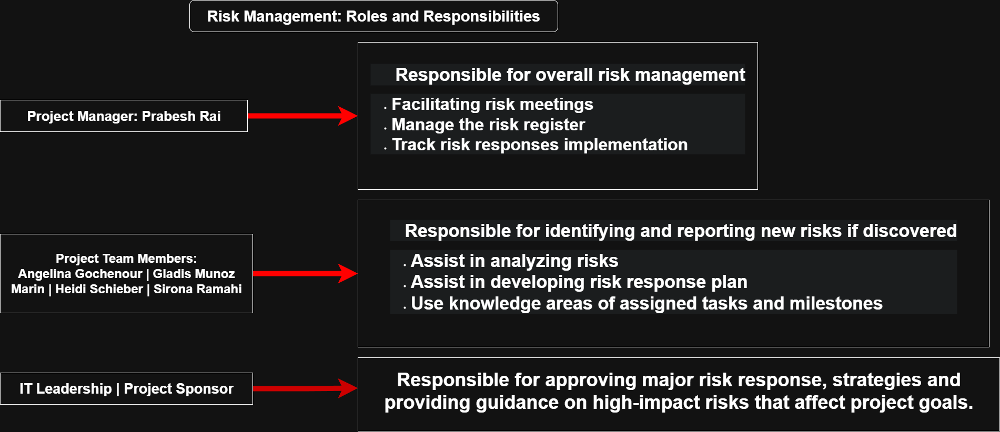 Risk Management: Roles and Responsibilities
Project Manager: Prabesh Rai
Responsible for overall risk management
. Facilitating risk meetings
. Manage the risk register
. Track risk responses implementation
Project Team Members:
Angelina Gochenour | Gladis Munoz
Marin | Heidi Schieber | Sirona Ramahi
Responsible for identifying and reporting new risks if discovered
. Assist in analyzing risks
. Assist in developing risk response plan
. Use knowledge areas of assigned tasks and milestones
IT Leadership | Project Sponsor
Responsible for approving major risk response, strategies and
providing guidance on high-impact risks that affect project goals.